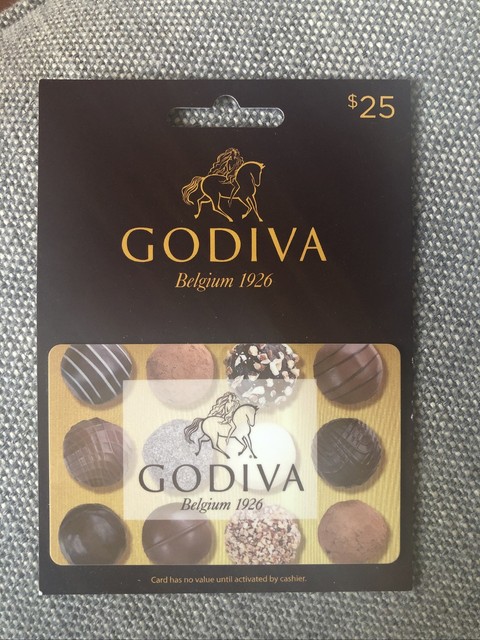 $25
GODIVA
Belgium 1926
GODIVA
Belgium 1926
Card has no value until activated by cashier.